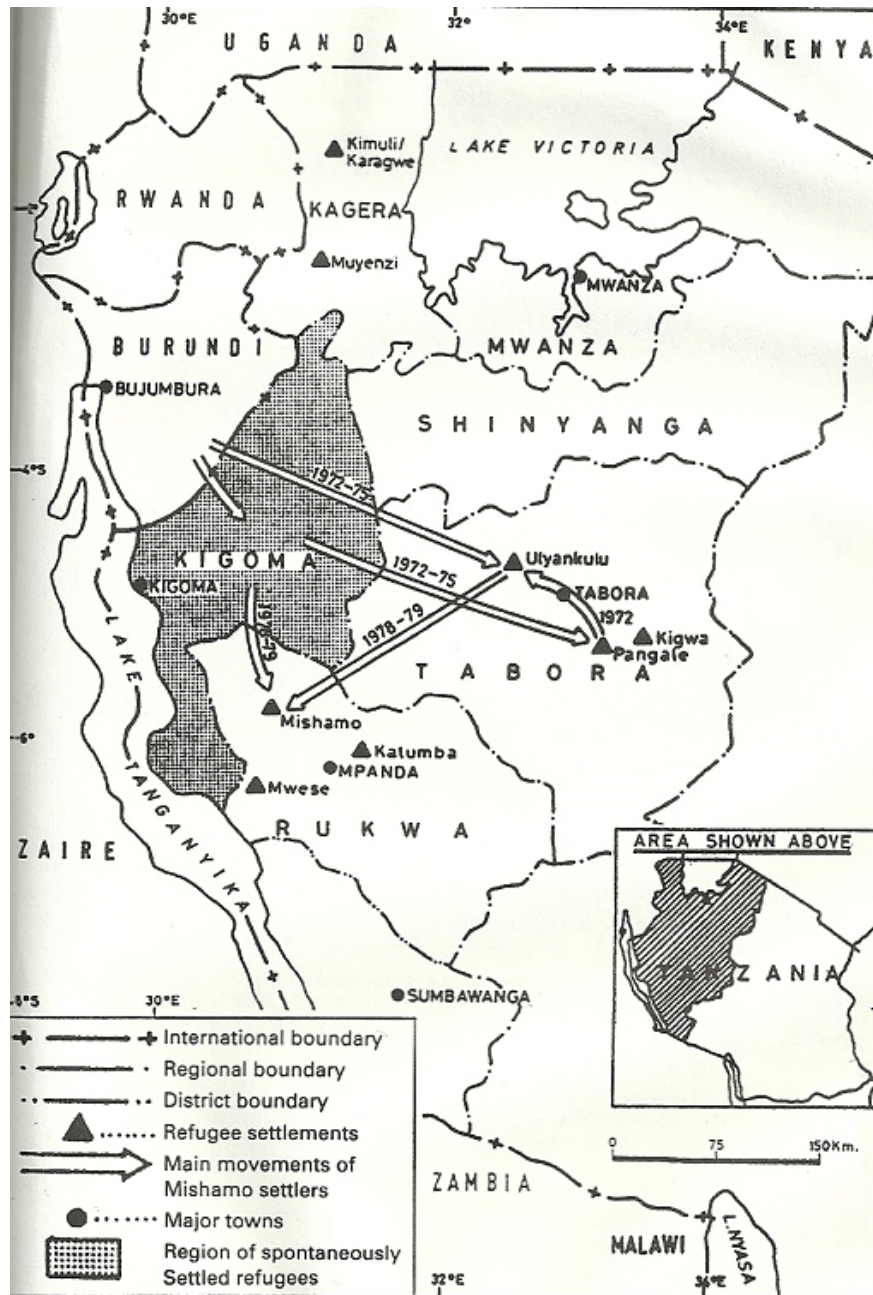 30°E
32°
34°E
UGANDA
KENYA
Kimuli/
Karagwe
LAKE VICTORIA
RWANDA
KAGERA
Muyenzi
MWANZA
BURUNDI
MWANZA
BUJUMBURA
SHINYANGA
4°S
1972-75
KIGOMA
Ulyankulu
KIGOMA
1972-75
TABORA
1972
1978-79
Kigwa
Pangale
TABORA
Mishamo
6°
Katumba
MPANDA
Mwese
LAKE TANGANYIKA
RUKWA
ZAIRE
AREA SHOWN ABOVE
TANZANIA
30°E
SUMBAWANGA
International boundary
Regional boundary
District boundary
Refugee settlements
Main movements of
Mishamo settlers
Major towns
Region of spontaneously
Settled refugees
0 75 150Km.
ZAMBIA
MALAWI
L.NYASA
32°E